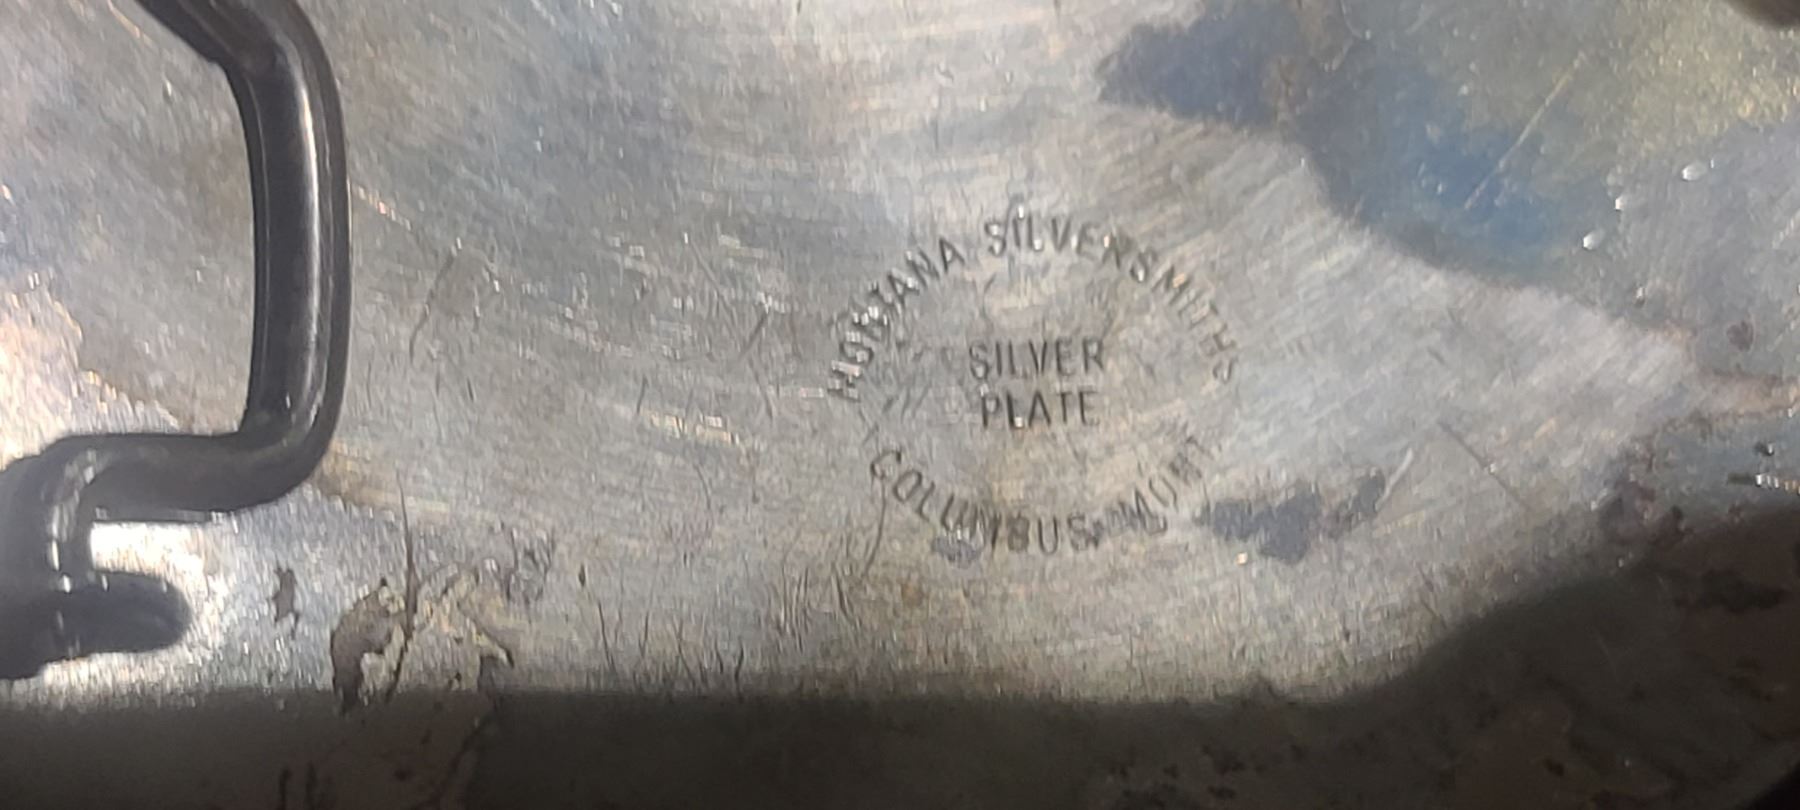 MONTANA SILVERSMITHS
SILVER
PLATE
COLUMBUS, MONT